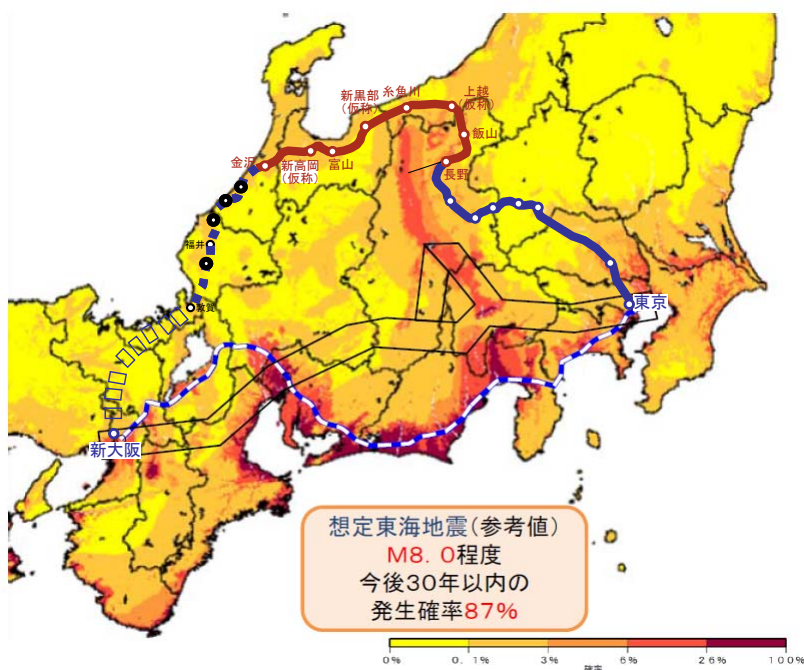 糸魚川
上越
(仮称)
新黒部
(仮称)
飯山
金沢
新高岡
(仮称)
富山
長野
福井
敦賀
東京
新大阪
想定東海地震(参考値)
M8.0程度
今後30年以内の
発生確率87%
0%
0.1%
3%
6%
26%
100%
確率